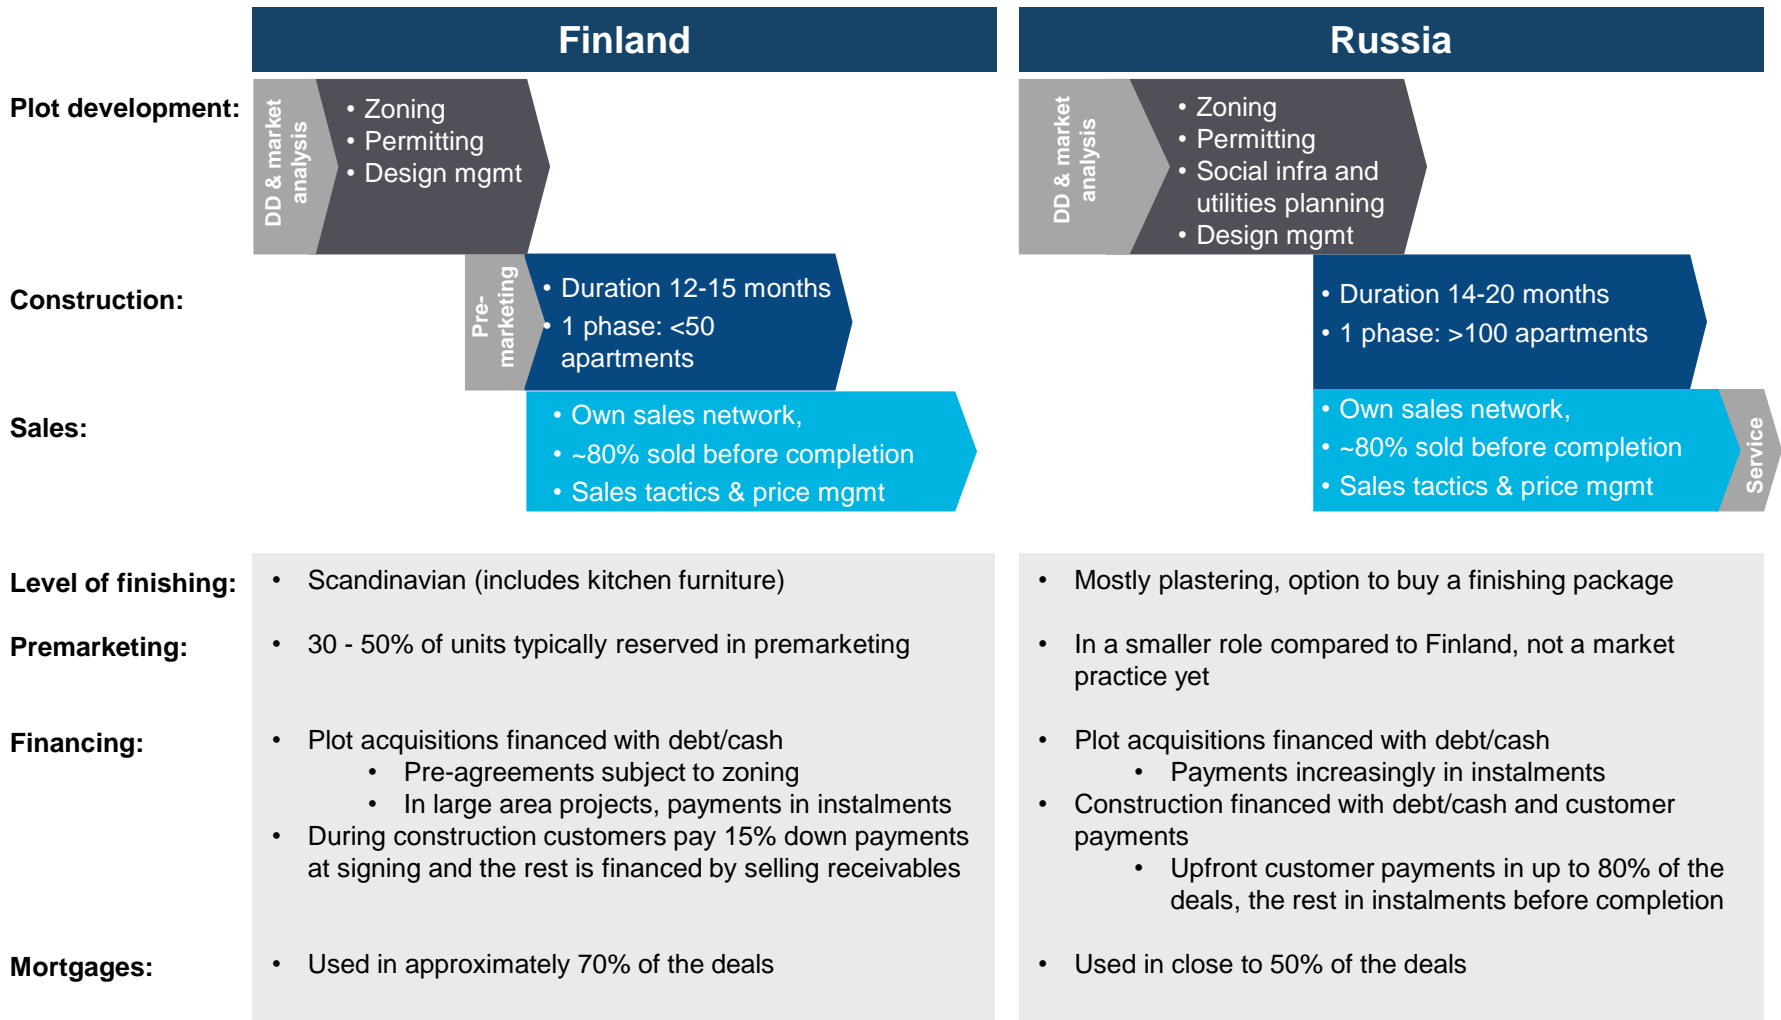 Finland
Russia
Plot development:
DD & market
analysis
• Zoning
• Permitting
• Design mgmt
DD & market
analysis
• Zoning
• Permitting
• Social infra and
utilities planning
• Design mgmt
Construction:
Pre-
marketing
• Duration 12-15 months
• 1 phase: <50
apartments
• Duration 14-20 months
• 1 phase: >100 apartments
Sales:
• Own sales network,
• ~80% sold before completion
• Sales tactics & price mgmt
• Own sales network,
• ~80% sold before completion
• Sales tactics & price mgmt
Service
Level of finishing:
• Scandinavian (includes kitchen furniture)
• Mostly plastering, option to buy a finishing package
Premarketing:
• 30 - 50% of units typically reserved in premarketing
• In a smaller role compared to Finland, not a market
practice yet
Financing:
• Plot acquisitions financed with debt/cash
• Pre-agreements subject to zoning
• In large area projects, payments in instalments
• During construction customers pay 15% down payments
at signing and the rest is financed by selling receivables
• Plot acquisitions financed with debt/cash
• Payments increasingly in instalments
• Construction financed with debt/cash and customer
payments
• Upfront customer payments in up to 80% of the
deals, the rest in instalments before completion
Mortgages:
• Used in approximately 70% of the deals
• Used in close to 50% of the deals